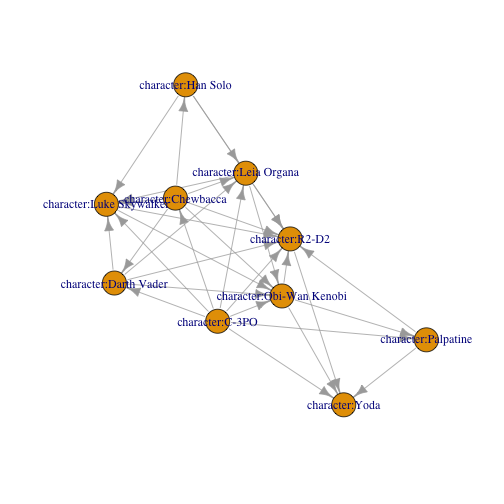 character:Han Solo
character:Leia Organa
character:Chewbacca
character:Luke Skywalker
character:R2-D2
character:Darth Vader
character:Obi-Wan Kenobi
character:C-3PO
character:Palpatine
character:Yoda